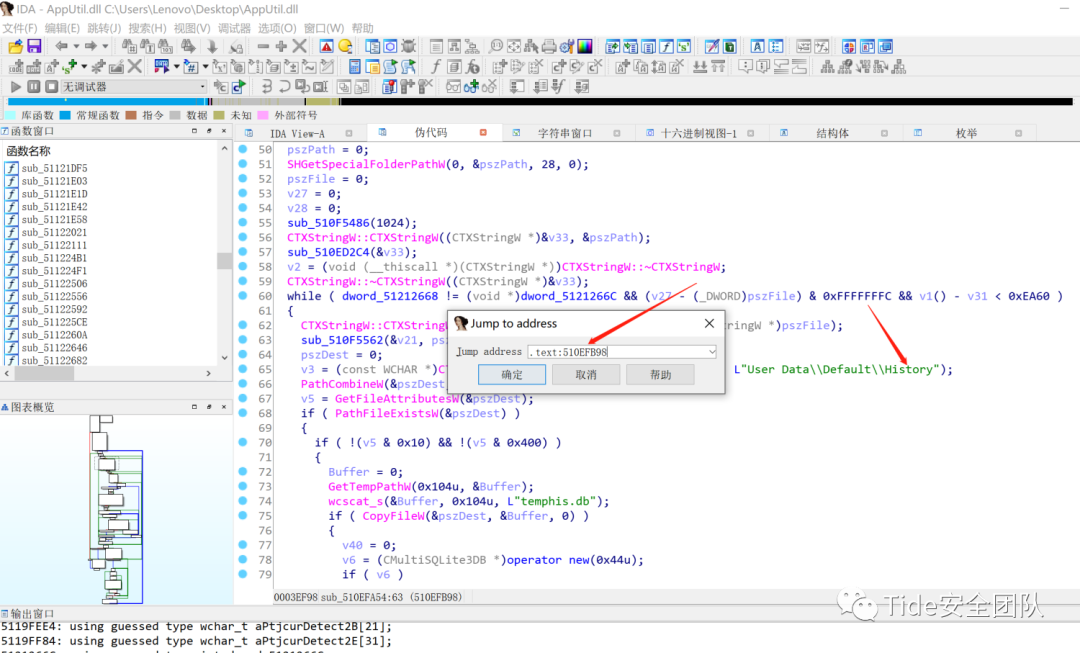 IDA - AppUtil.dll C:\Users\Lenovo\Desktop\AppUtil.dll
文件(F) 编辑(E) 跳转(J) 搜索(H) 视图(V) 调试器 选项(O) 窗口(W) 帮助
无调试器
库函数 常规函数 指令 数据 未知 外部符号
函数窗口
函数名称
sub_51121DF5
sub_51121E03
sub_51121E1D
sub_51121E42
sub_51121E58
sub_51122021
sub_51122111
sub_511224B1
sub_511224F1
sub_51122506
sub_51122556
sub_51122592
sub_511225CE
sub_5112260A
sub_51122646
sub_51122682
图表概览
IDA View-A 伪代码 字符串窗口 十六进制视图-1 结构体 枚举
50 pszPath = 0;
51 SHGetSpecialFolderPathW(0, &pszPath, 28, 0);
52 pszFile = 0;
53 v27 = 0;
54 v28 = 0;
55 sub_510F5486(1024);
56 CTXStringW::CTXStringW((CTXStringW *)&v33, &pszPath);
57 sub_510ED2C4(&v33);
58 v2 = (void (__thiscall *)(CTXStringW *))CTXStringW::~CTXStringW;
59 CTXStringW::~CTXStringW((CTXStringW *)&v33);
60 while ( dword_51212668 != (void *)dword_5121266C && (v27 - (_DWORD)pszFile) & 0xFFFFFFFC && v1() - v31 < 0xEA60 )
61 {
62 CTXStringW::CTXStringW *)pszFile);
63 sub_510F5562(&v21,
64 pszDest = 0;
65 v3 = (const WCHAR *) L"User Data\\Default\\History");
66 PathCombineW(&pszDest
67 v5 = GetFileAttributesW(&pszDest);
68 if ( PathFileExistsW(&pszDest) )
69 {
70 if ( !(v5 & 0x10) && !(v5 & 0x400) )
71 {
72 Buffer = 0;
73 GetTempPathW(0x104u, &Buffer);
74 wcscat_s(&Buffer, 0x104u, L"temphis.db");
75 if ( CopyFileW(&pszDest, &Buffer, 0) )
76 {
77 v40 = 0;
78 v6 = (CMultiSQLite3DB *)operator new(0x44u);
79 if ( v6 )
Jump to address
Jump address .text:510EFB98
确定 取消 帮助
0003EF98 sub_510EFA54:63 (510EFB98)
输出窗口
5119FEE4: using guessed type wchar_t aPtjcurDetect2B[21];
5119FF84: using guessed type wchar_t aPtjcurDetect2E[31];
Tide安全团队